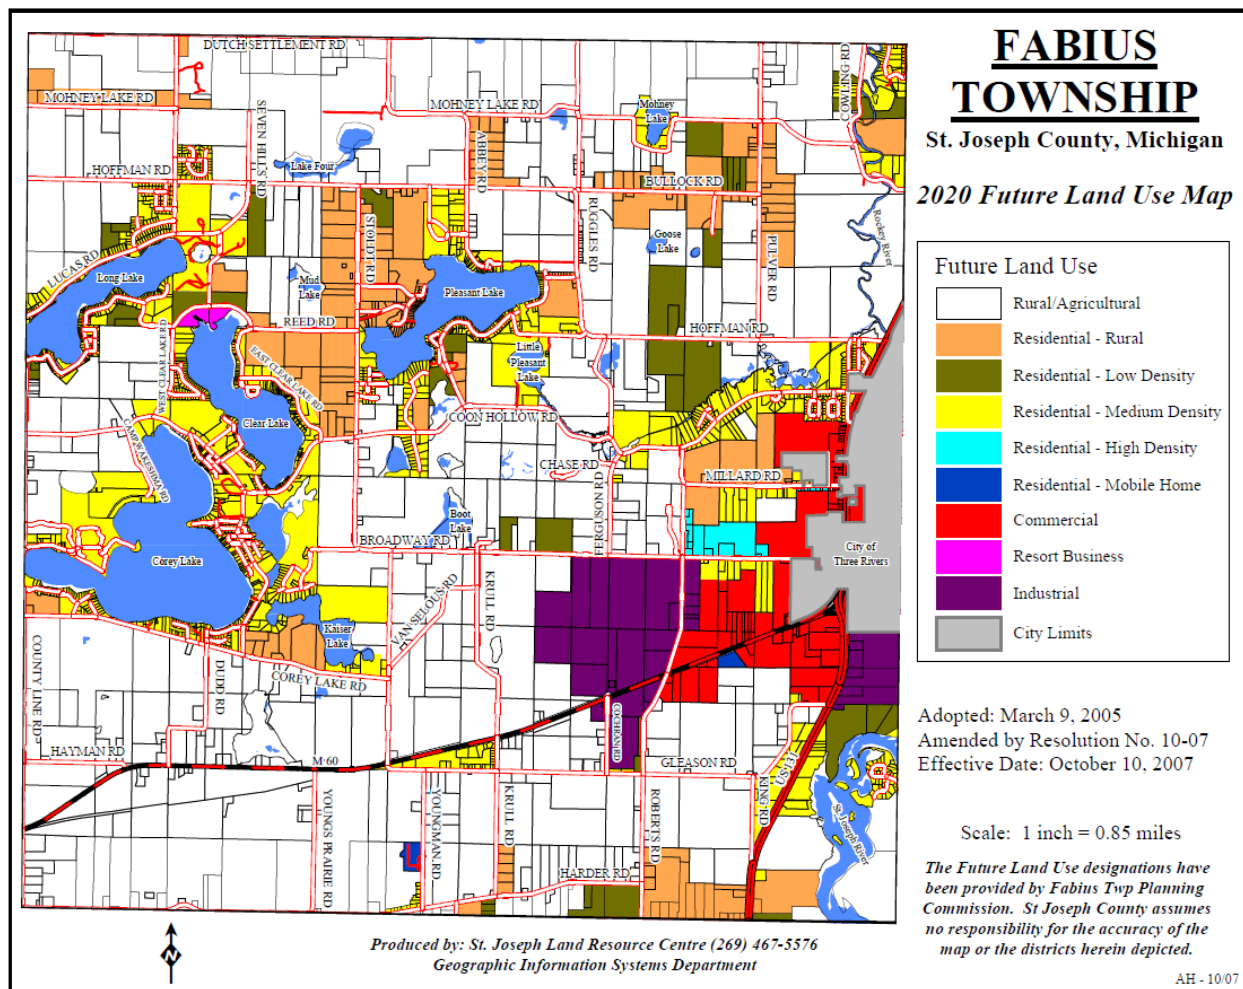 FABIUS
TOWNSHIP
St. Joseph County, Michigan
2020 Future Land Use Map
Future Land Use
Rural/Agricultural
Residential - Rural
Residential - Low Density
Residential - Medium Density
Residential - High Density
Residential - Mobile Home
Commercial
Resort Business
Industrial
City Limits
Adopted: March 9, 2005
Amended by Resolution No. 10-07
Effective Date: October 10, 2007
Scale: 1 inch = 0.85 miles
The Future Land Use designations have
been provided by Fabius Twp Planning
Commission. St Joseph County assumes
no responsibility for the accuracy of the
map or the districts herein depicted.
AH - 10/07
DUTCH SETTLEMENT RD
MOHNEY LAKE RD
MOHNEY LAKE RD
Mohney
Lake
COWLING RD
SEVEN HILLS RD
ABBEY RD
Lake Four
HOFFMAN RD
BULLOCK RD
STOLDT RD
RUGGLES RD
Goose
Lake
PULVER RD
Rockey River
LUCAS RD
Long Lake
Mud
Lake
Pleasant Lake
REED RD
HOFFMAN RD
WEST CLEAR LAKE RD
EAST CLEAR LAKE RD
Little
Pleasant
Lake
Clear Lake
COON HOLLOW RD
CAMP WAKESHMA RD
CHASE RD
MILLARD RD
FERGUSON RD
Boot
Lake
BROADWAY RD
City of
Three Rivers
Corey Lake
KRULL RD
VAN SELOUS RD
Kaiser
Lake
COUNTY LINE RD
DUDD RD
COREY LAKE RD
COCHRAN RD
HAYMAN RD
M-60
GLEASON RD
US-131
KING RD
YOUNGS PRAIRIE RD
YOUNGMAN RD
KRULL RD
ROBERTS RD
St. Joseph River
HARDER RD
N
Produced by: St. Joseph Land Resource Centre (269) 467-5576
Geographic Information Systems Department